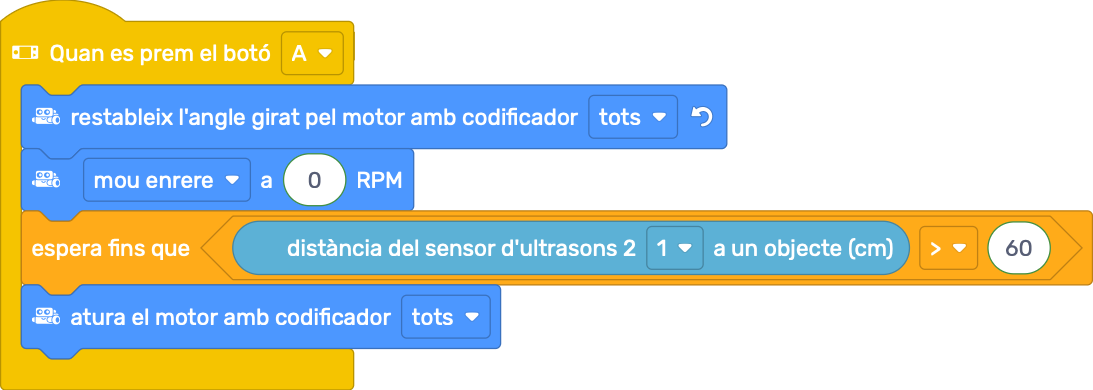 Quan es prem el botó A
restableix l'angle girat pel motor amb codificador tots
mou enrere a 0 RPM
espera fins que distància del sensor d'ultrasons 2 1 a un objecte (cm) > 60
atura el motor amb codificador tots